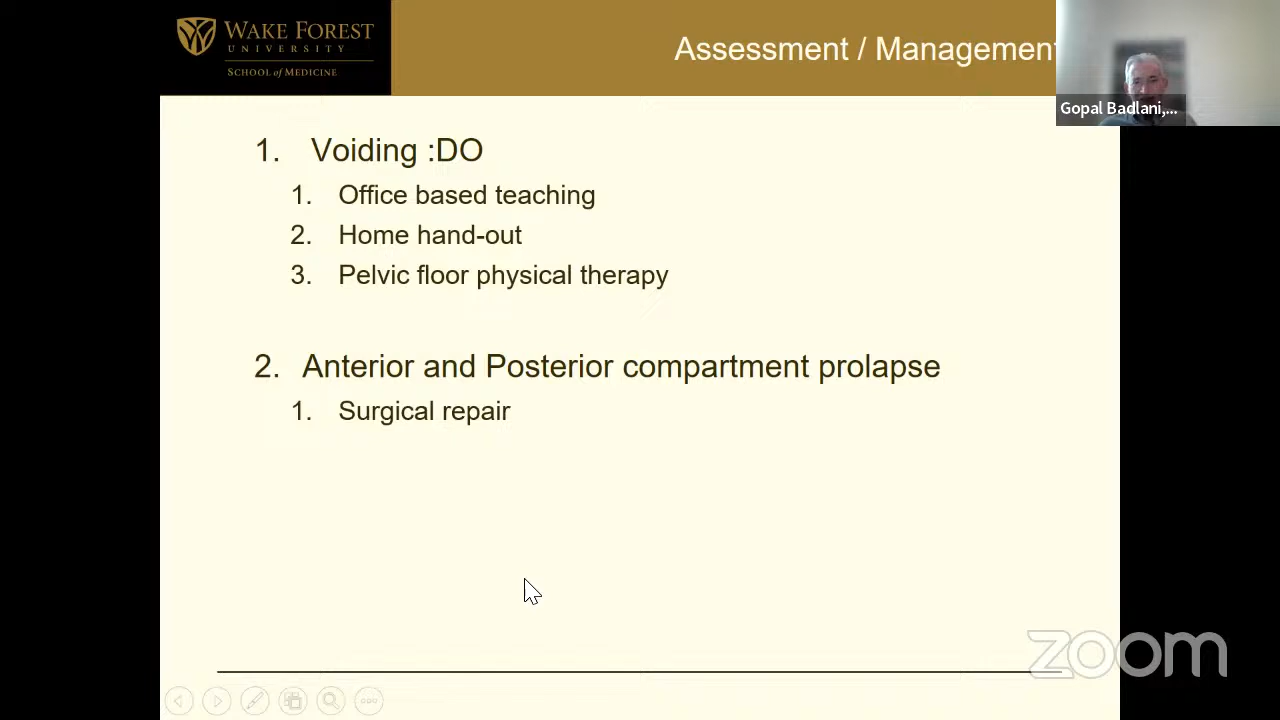 WAKE FOREST
UNIVERSITY
SCHOOL of MEDICINE
Assessment / Management
Gopal Badlani,...
1. Voiding :DO
1. Office based teaching
2. Home hand-out
3. Pelvic floor physical therapy
2. Anterior and Posterior compartment prolapse
1. Surgical repair
zoom